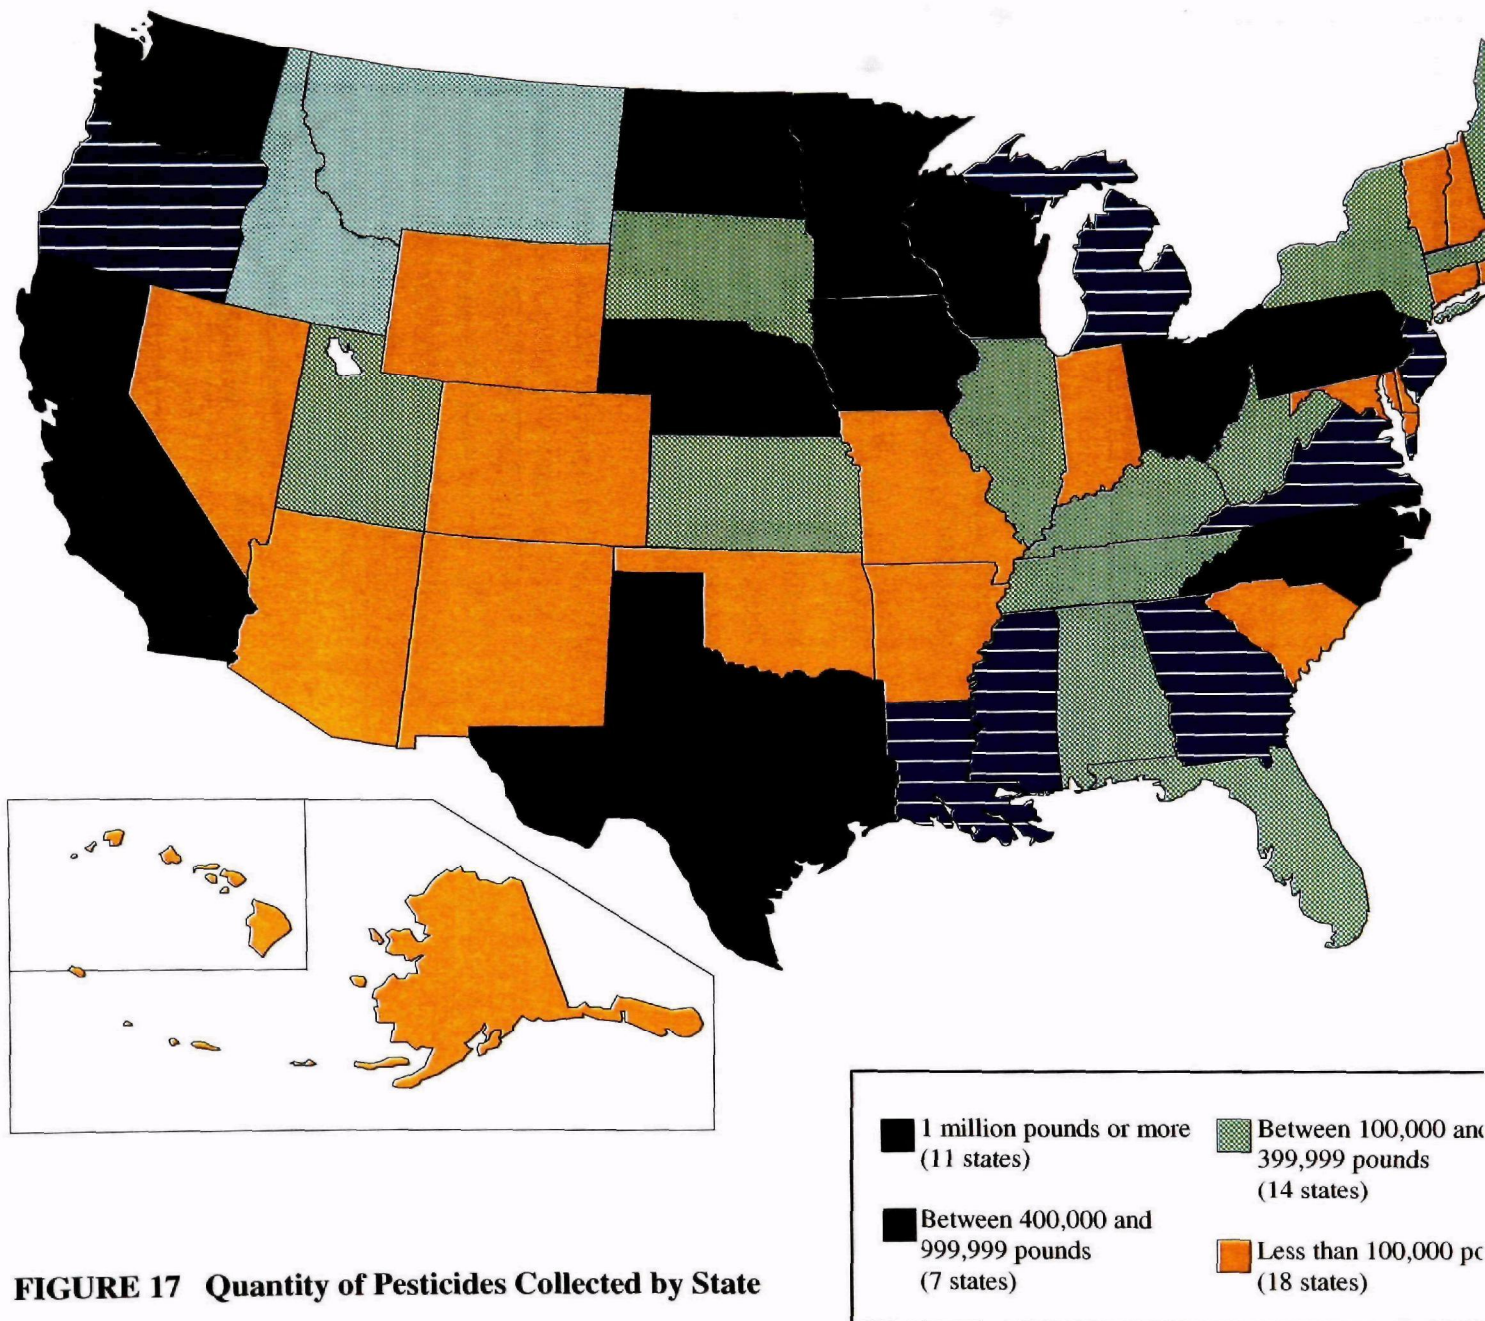 1 million pounds or more
(11 states)
Between 400,000 and
999,999 pounds
(7 states)
Between 100,000
399,999 pounds
(14 states)
Less than 100,000
(18 states)
FIGURE 17 Quantity of Pesticides Collected by State